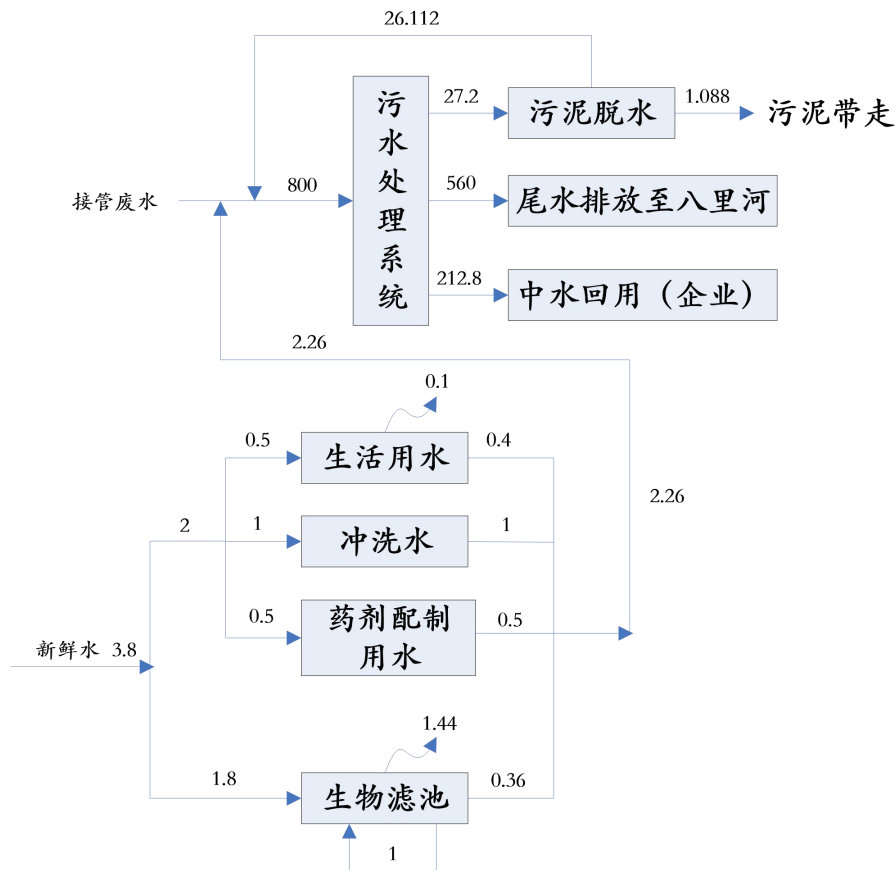 26.112
污水处理系统
27.2
污泥脱水
1.088
污泥带走
接管废水
800
560
尾水排放至八里河
212.8
中水回用（企业）
2.26
0.1
0.5
生活用水
0.4
2.26
2
1
冲洗水
1
0.5
药剂配制
用水
0.5
新鲜水 3.8
1.44
1.8
生物滤池
0.36
1